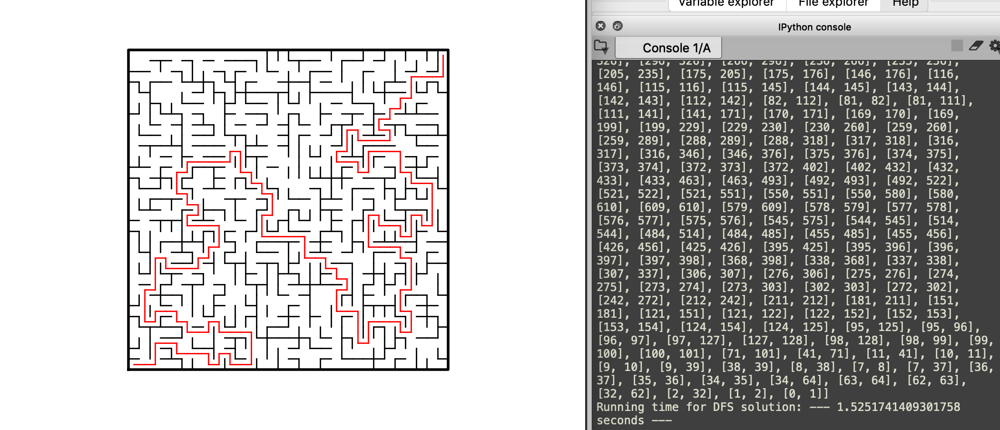 Variable explorer
File explorer
Help
IPython console
Console 1/A
326], [296, 326], [266, 296], [236, 266], [235, 236],
[205, 235], [175, 205], [175, 176], [146, 176], [116,
146], [115, 116], [115, 145], [144, 145], [143, 144],
[142, 143], [112, 142], [82, 112], [81, 82], [81, 111],
[111, 141], [141, 171], [170, 171], [169, 170], [169,
199], [199, 229], [229, 230], [230, 260], [259, 260],
[259, 289], [288, 289], [288, 318], [317, 318], [316,
317], [316, 346], [346, 376], [375, 376], [374, 375],
[373, 374], [372, 373], [372, 402], [402, 432], [432,
433], [433, 463], [463, 493], [492, 493], [492, 522],
[521, 522], [521, 551], [550, 551], [550, 580], [580,
610], [609, 610], [579, 609], [578, 579], [577, 578],
[576, 577], [575, 576], [545, 575], [544, 545], [514,
544], [484, 514], [484, 485], [455, 485], [455, 456],
[426, 456], [425, 426], [395, 425], [395, 396], [396,
397], [397, 398], [368, 398], [338, 368], [337, 338],
[307, 337], [306, 307], [276, 306], [275, 276], [274,
275], [273, 274], [273, 303], [302, 303], [272, 302],
[242, 272], [212, 242], [211, 212], [181, 211], [151,
181], [121, 151], [121, 122], [122, 152], [152, 153],
[153, 154], [124, 154], [124, 125], [95, 125], [95, 96],
[96, 97], [97, 127], [127, 128], [98, 128], [98, 99], [99,
100], [100, 101], [71, 101], [41, 71], [11, 41], [10, 11],
[9, 10], [9, 39], [38, 39], [8, 38], [7, 8], [7, 37], [36,
37], [35, 36], [34, 35], [34, 64], [63, 64], [62, 63],
[32, 62], [2, 32], [1, 2], [0, 1]]
Running time for DFS solution: --- 1.5251741409301758
seconds ---